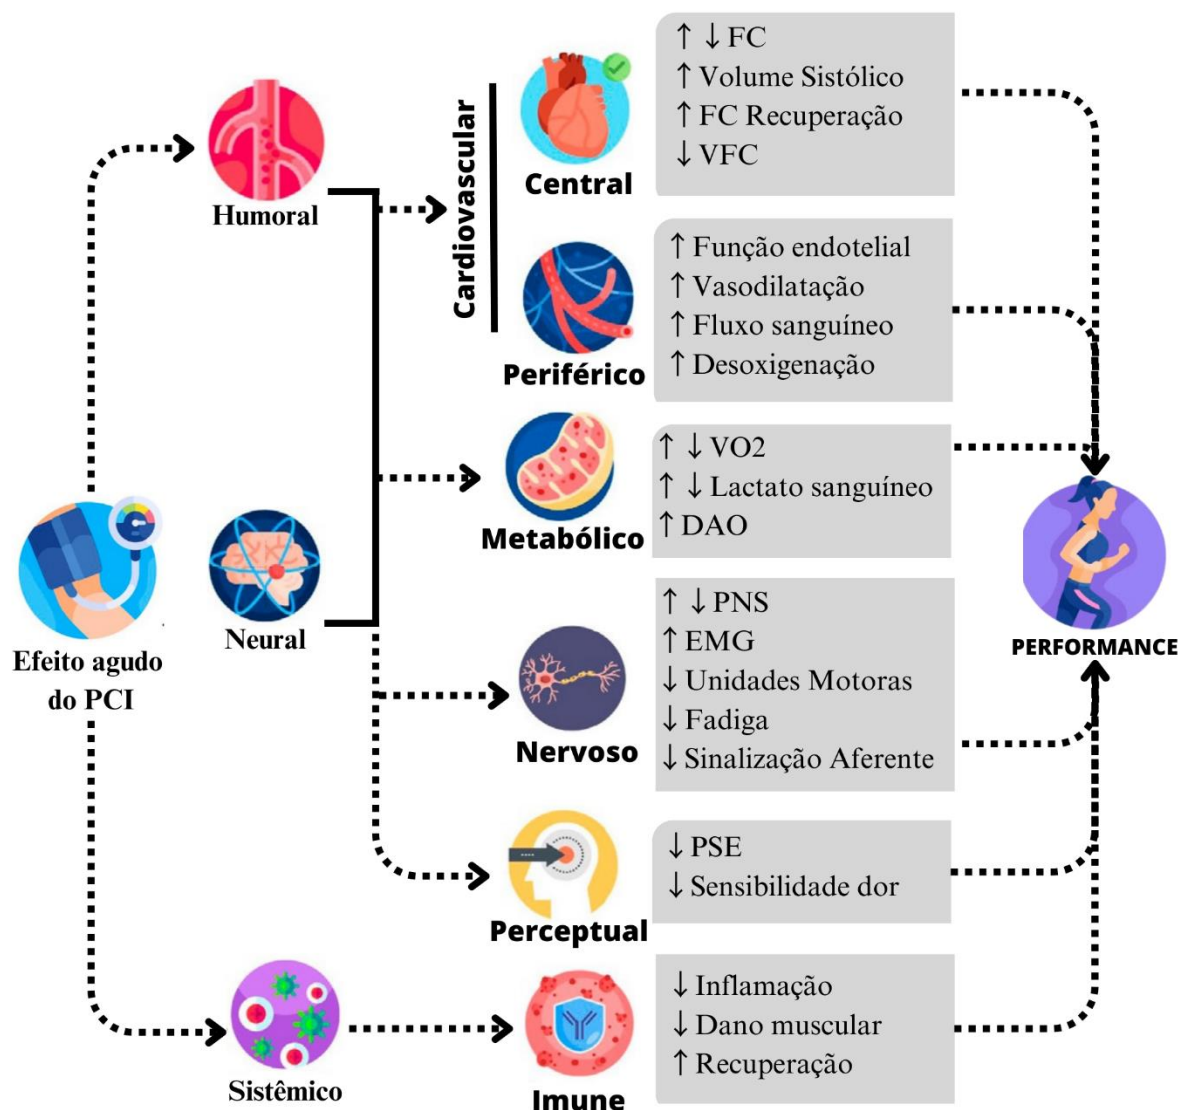 Efeito agudo
do PCI
Humoral
Neural
Sistêmico
Cardiovascular
Central
↑ ↓ FC
↑ Volume Sistólico
↑ FC Recuperação
↓ VFC
Periférico
↑ Função endotelial
↑ Vasodilatação
↑ Fluxo sanguíneo
↑ Desoxigenação
Metabólico
↑ ↓ VO2
↑ ↓ Lactato sanguíneo
↑ DAO
Nervoso
↑ ↓ PNS
↑ EMG
↓ Unidades Motoras
↓ Fadiga
↓ Sinalização Aferente
Perceptual
↓ PSE
↓ Sensibilidade dor
Imune
↓ Inflamação
↓ Dano muscular
↑ Recuperação
PERFORMANCE